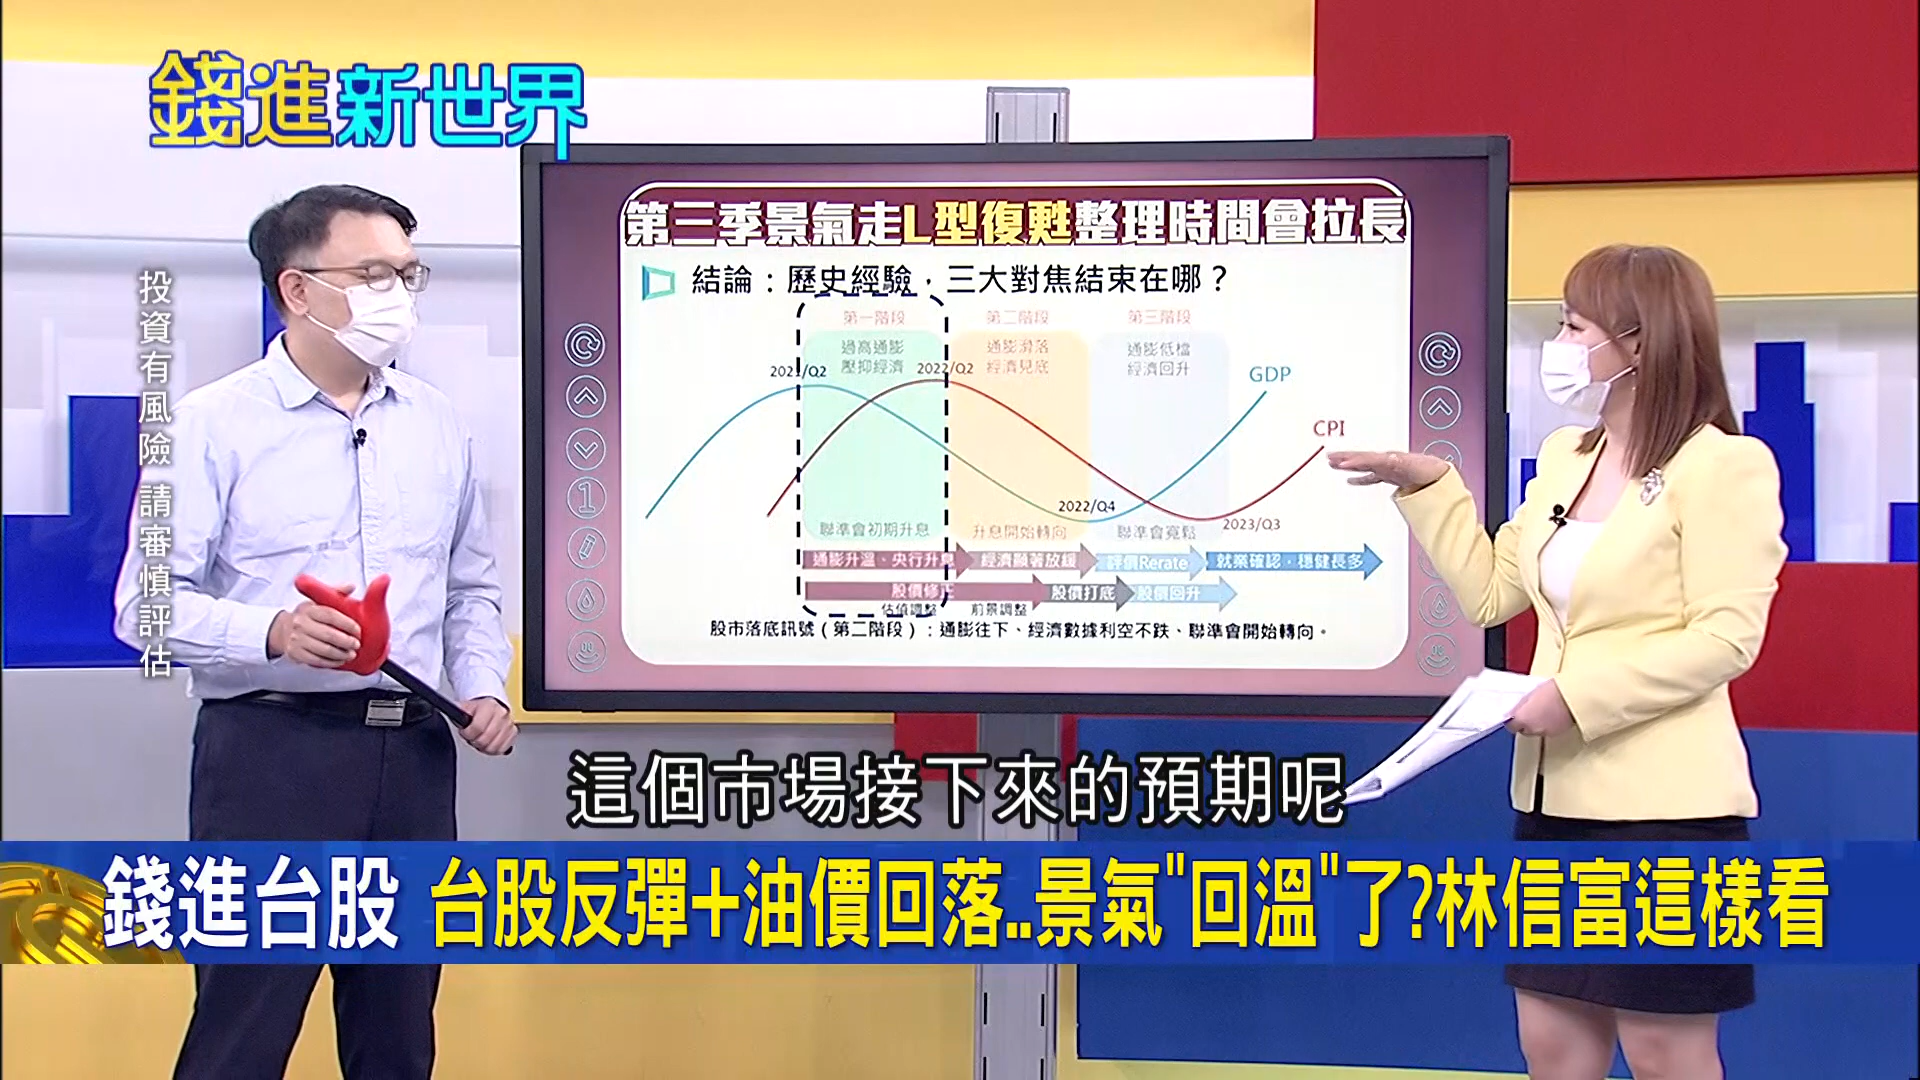 錢進新世界
投資有風險 請審慎評估
第三季景氣走L型復甦整理時間會拉長
結論：歷史經驗，三大對焦結束在哪？
第一階段
第二階段
第三階段
過高通膨
壓抑經濟
通膨滑落
經濟見底
通膨低檔
經濟回升
2021/Q2
2022/Q2
GDP
CPI
2022/Q4
2023/Q3
聯準會初期升息
升息開始轉向
聯準會寬鬆
通膨升溫、央行升息
經濟顯著放緩
評價Rerate
就業確認，穩健長多
股價修正
股價打底
股價回升
估值調整
前景調整
股市落底訊號（第二階段）：通膨往下、經濟數據利空不跌、聯準會開始轉向。
這個市場接下來的預期呢
錢進台股 台股反彈+油價回落..景氣"回溫"了?林信富這樣看